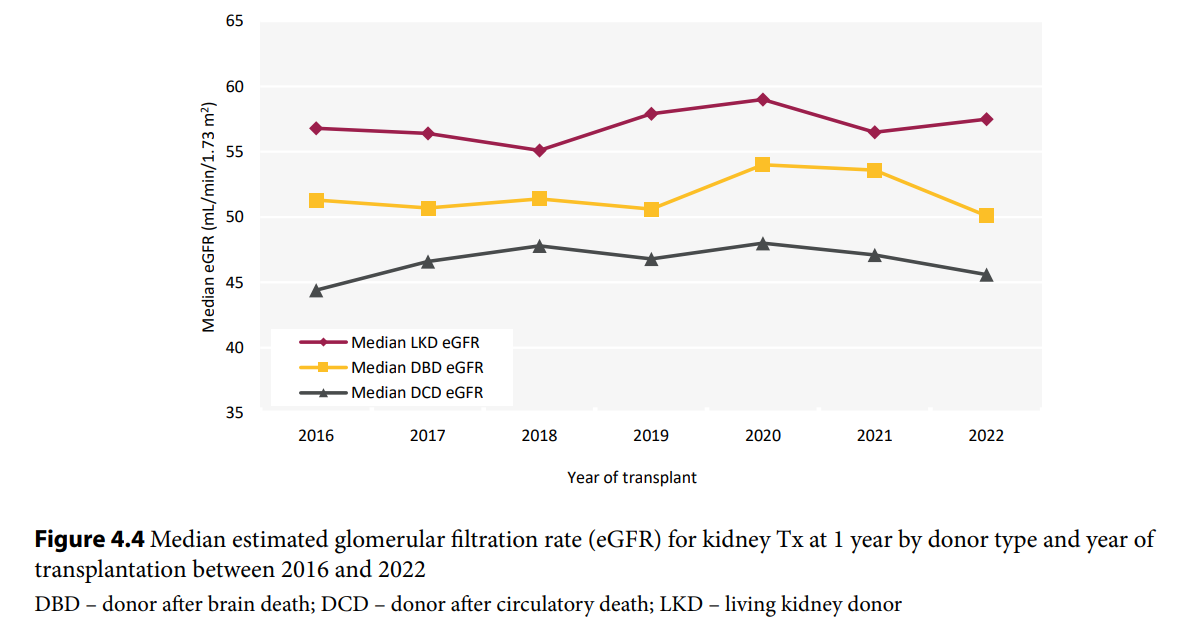 65
60
55
50
45
40
35
Median eGFR (mL/min/1.73 m²)
Median LKD eGFR
Median DBD eGFR
Median DCD eGFR
2016 2017 2018 2019 2020 2021 2022
Year of transplant
Figure 4.4 Median estimated glomerular filtration rate (eGFR) for kidney Tx at 1 year by donor type and year of
transplantation between 2016 and 2022
DBD – donor after brain death; DCD – donor after circulatory death; LKD – living kidney donor